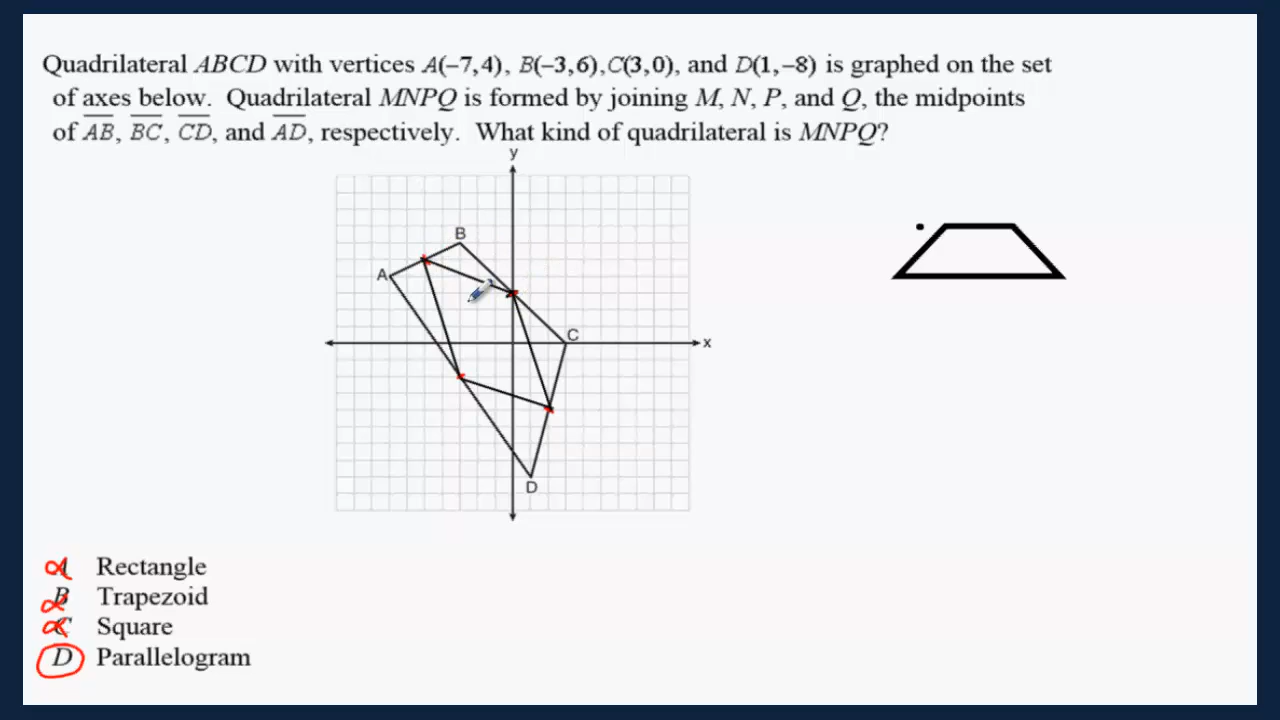 Quadrilateral ABCD with vertices A(−7,4), B(−3,6),C(3,0), and D(1,−8) is graphed on the set
of axes below. Quadrilateral MNPQ is formed by joining M, N, P, and Q, the midpoints
of AB, BC, CD, and AD, respectively. What kind of quadrilateral is MNPQ?
y
B
A
C
x
D
A Rectangle
B Trapezoid
C Square
D Parallelogram